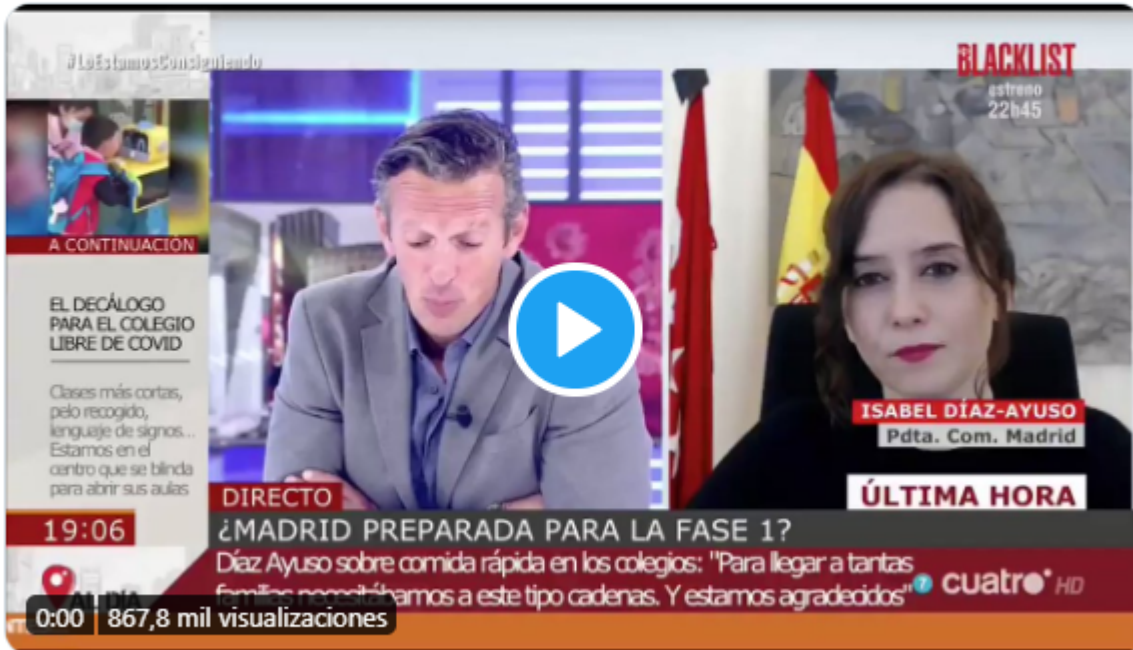 #LoEstamosConsiguiendo
BLACKLIST
estreno
22h45
A CONTINUACIÓN
EL DECÁLOGO
PARA EL COLEGIO
LIBRE DE COVID
Clases más cortas,
pelo recogido,
lenguaje de signos...
Estamos en el
centro que se blinda
para abrir sus aulas
ISABEL DÍAZ-AYUSO
Pdta. Com. Madrid
ÚLTIMA HORA
DIRECTO
19:06
¿MADRID PREPARADA PARA LA FASE 1?
Díaz Ayuso sobre comida rápida en los colegios: "Para llegar a tantas
familias necesitábamos a este tipo cadenas. Y estamos agradecidos"
7 cuatro HD
AL DÍA
0:00 867,8 mil visualizaciones